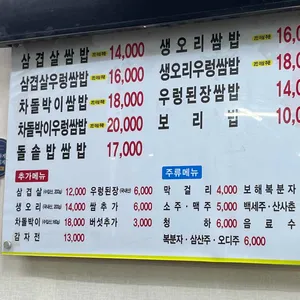 삼겹살쌈밥 14,000
삼겹살우렁쌈밥 16,000
차돌박이쌈밥 18,000
차돌박이우렁쌈밥 20,000
돌솥밥쌈밥 17,000
생오리쌈밥 16,0
생오리우렁쌈밥 18,0
우렁된장쌈밥 14,0
보리밥 10,0
추가메뉴
삼겹살 12,000 우렁된장 6,000
생오리 14,000 쌈추가 6,000
차돌박이 18,000 버섯추가 3,000
감자전 13,000
주류메뉴
막걸리 4,000 보해복분자
소주·맥주 5,000 백세주·산사춘
청하 6,000 음료수
복분자·삼산주·오디주 6,000